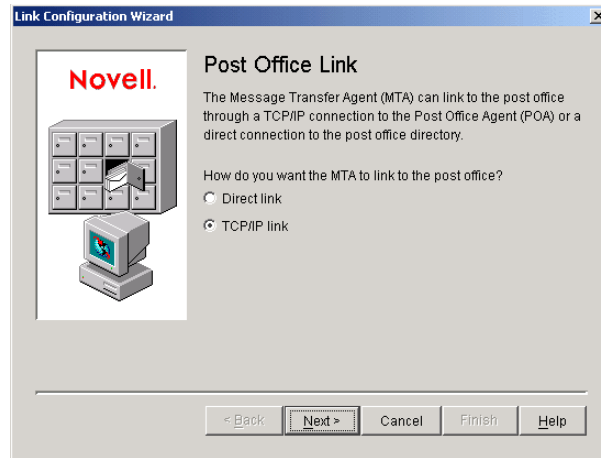 Link Configuration Wizard
Novell.
Post Office Link
The Message Transfer Agent (MTA) can link to the post office
through a TCP/IP connection to the Post Office Agent (POA) or a
direct connection to the post office directory.
How do you want the MTA to link to the post office?
Direct link
TCP/IP link
< Back
Next >
Cancel
Finish
Help